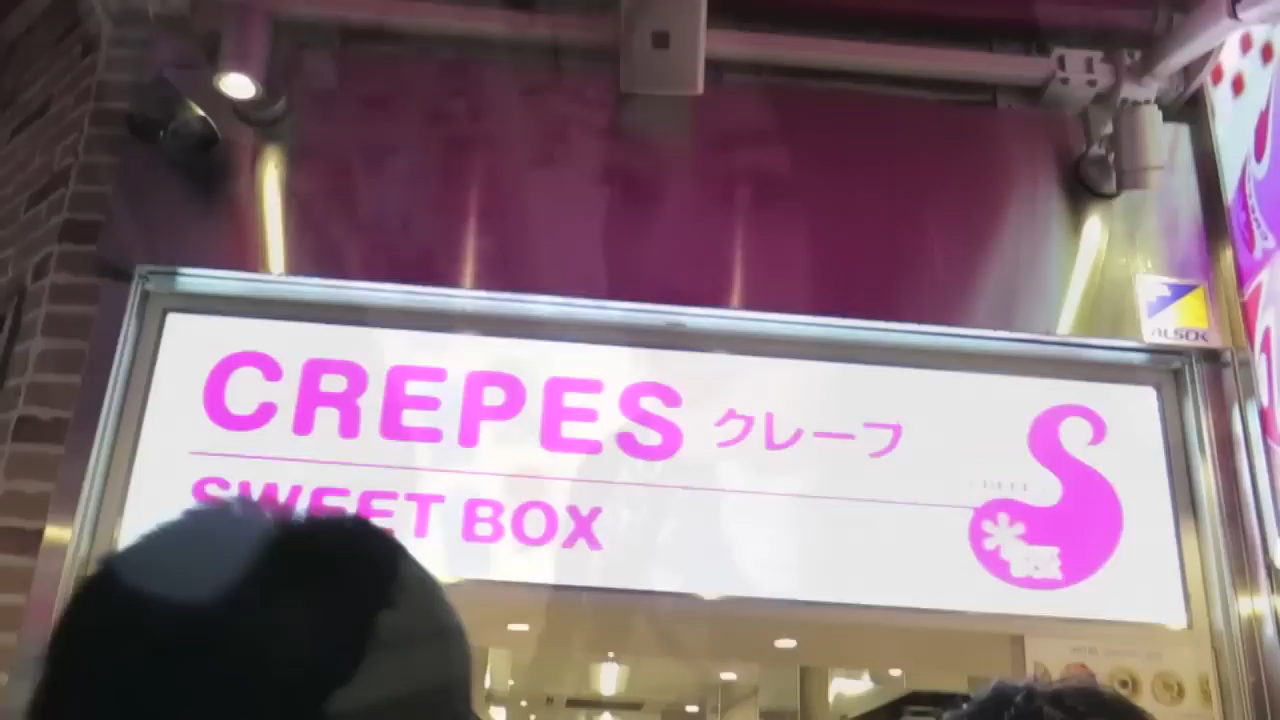 CREPES クレープ
SWEET BOX
ALSOK